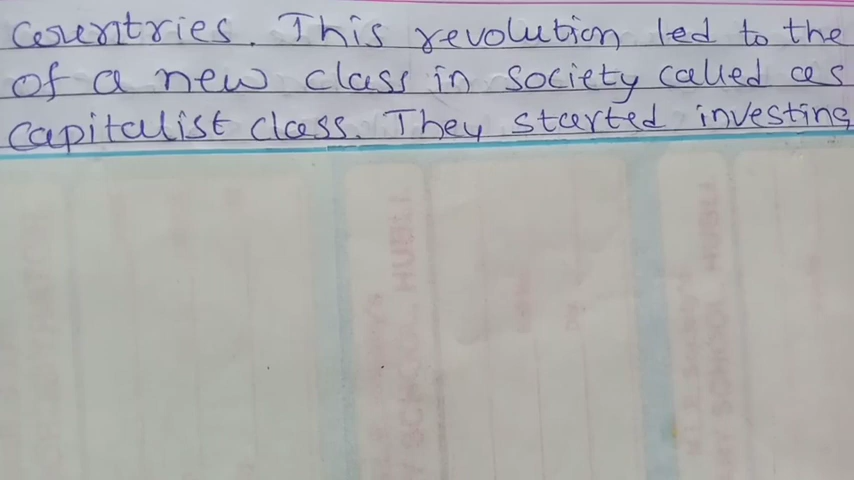 countries. This revolution led to the
of a new class in society called as
capitalist class. They started investing